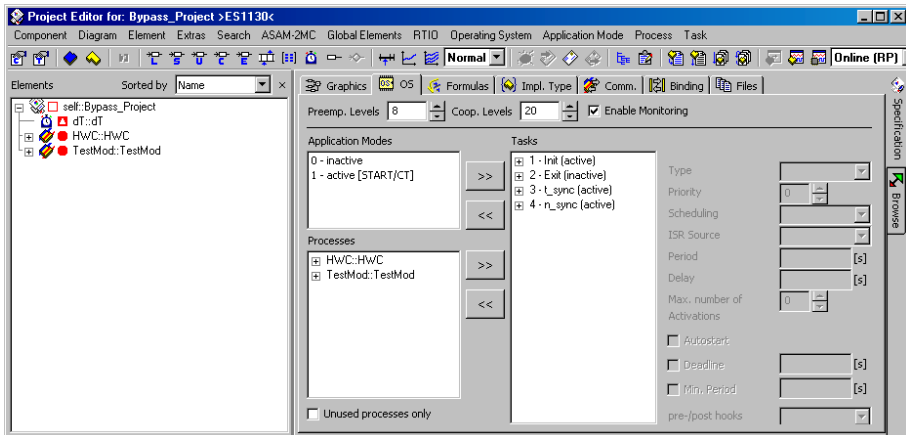 Project Editor for: Bypass_Project >ES1130<
Component Diagram Element Extras Search ASAM-2MC Global Elements RTIO Operating System Application Mode Process Task
Normal
Online (RP)
Elements Sorted by Name
self::Bypass_Project
dT::dT
HWC::HWC
TestMod::TestMod
Graphics OS Formulas Impl. Type Comm. Binding Files
Preemp. Levels 8 Coop. Levels 20 Enable Monitoring
Application Modes
0 - inactive
1 - active [START/CT]
>>
<<
Processes
HWC::HWC
TestMod::TestMod
>>
<<
Unused processes only
Tasks
1 - Init (active)
2 - Exit (inactive)
3 - t_sync (active)
4 - n_sync (active)
Type
Priority 0
Scheduling
ISR Source
Period [s]
Delay [s]
Max. number of 0
Activations
Autostart
Deadline [s]
Min. Period [s]
pre-/post hooks
Specification
Browse